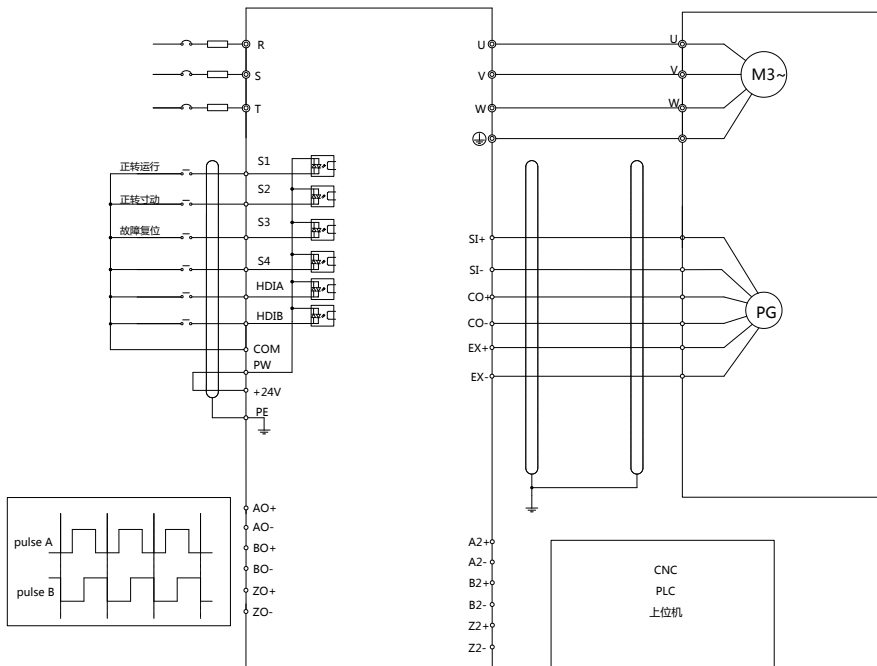 R
S
T
U
V
W
U
V
W
M3~
正转运行
S1
正转寸动
S2
故障复位
S3
S4
HDIA
HDIB
COM
PW
+24V
PE
SI+
SI-
CO+
CO-
EX+
EX-
PG
pulse A
pulse B
AO+
AO-
BO+
BO-
ZO+
ZO-
A2+
A2-
B2+
B2-
Z2+
Z2-
CNC
PLC
上位机